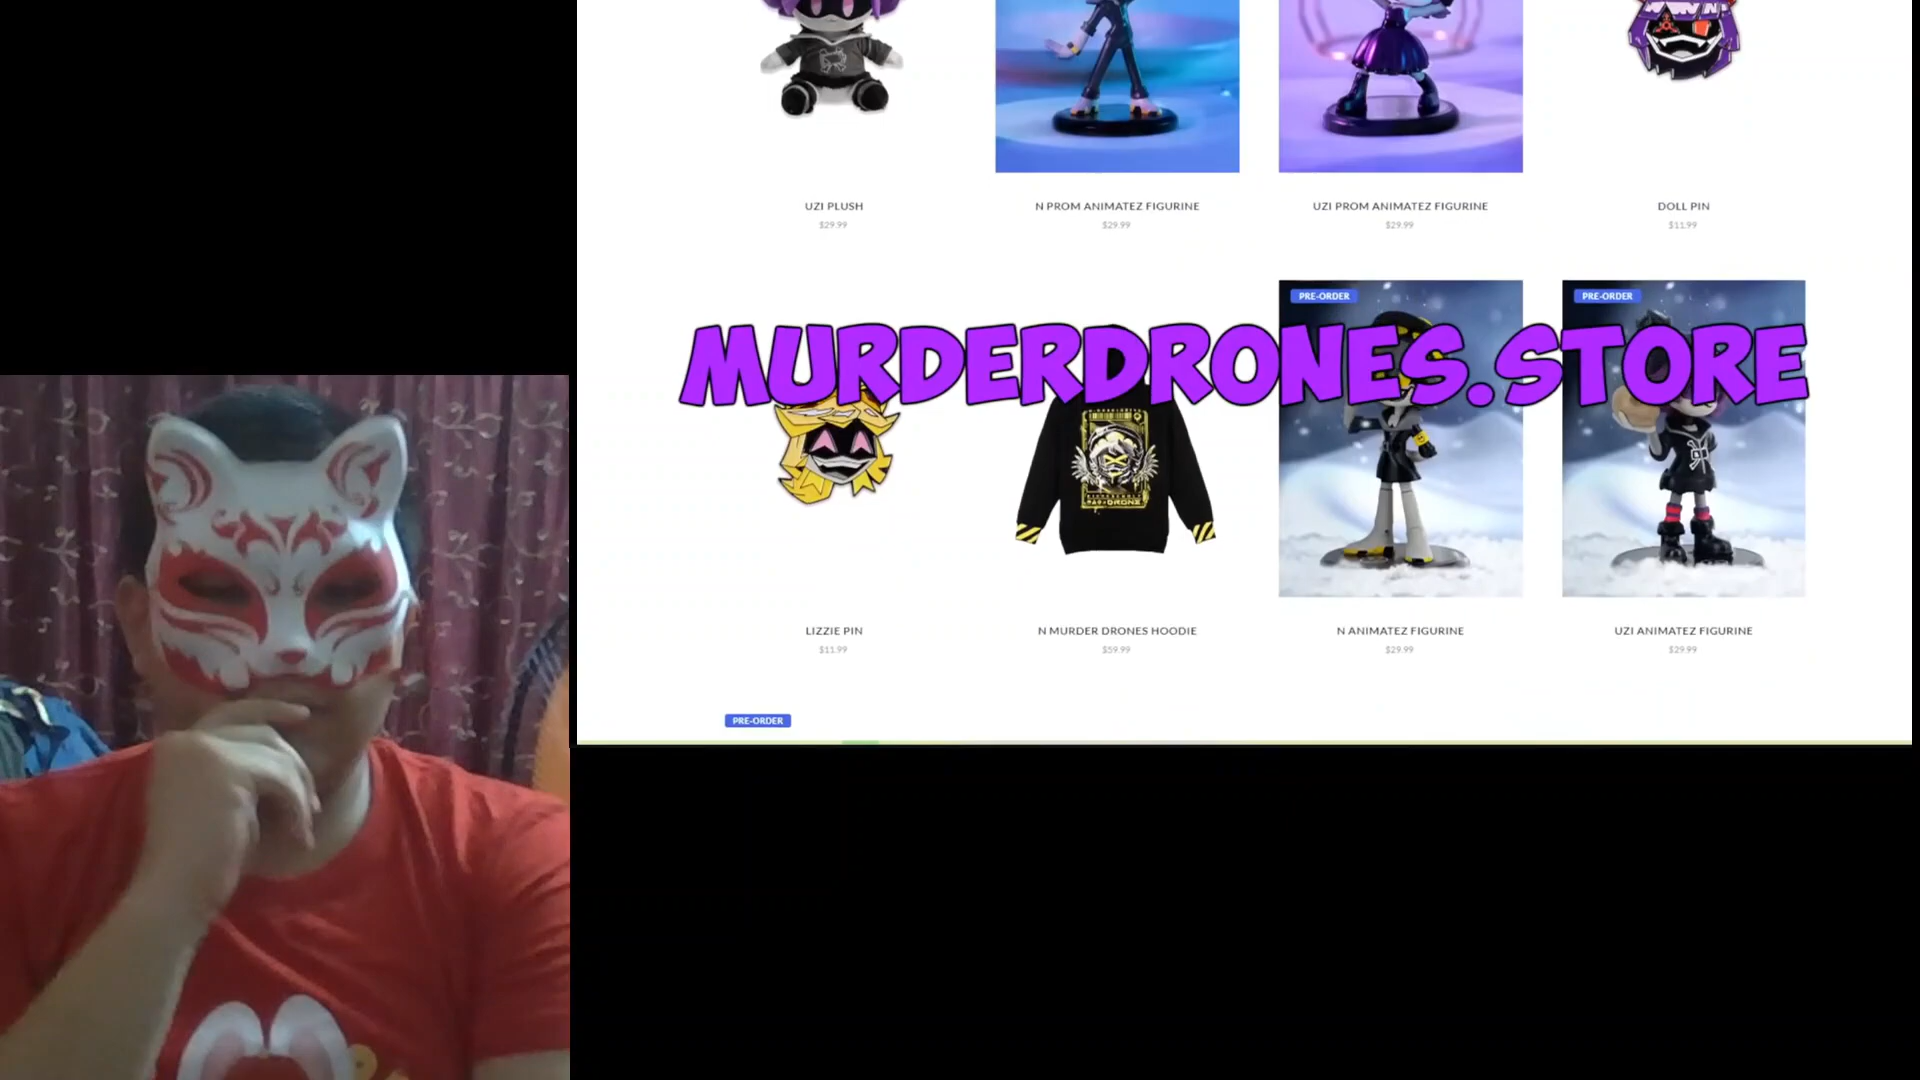 UZI PLUSH
$29.99
N PROM ANIMATEZ FIGURINE
$29.99
UZI PROM ANIMATEZ FIGURINE
$29.99
DOLL PIN
$11.99
PRE-ORDER
PRE-ORDER
MURDERDRONES.STORE
LIZZIE PIN
$11.99
N MURDER DRONES HOODIE
$59.99
N ANIMATEZ FIGURINE
$29.99
UZI ANIMATEZ FIGURINE
$29.99
PRE-ORDER